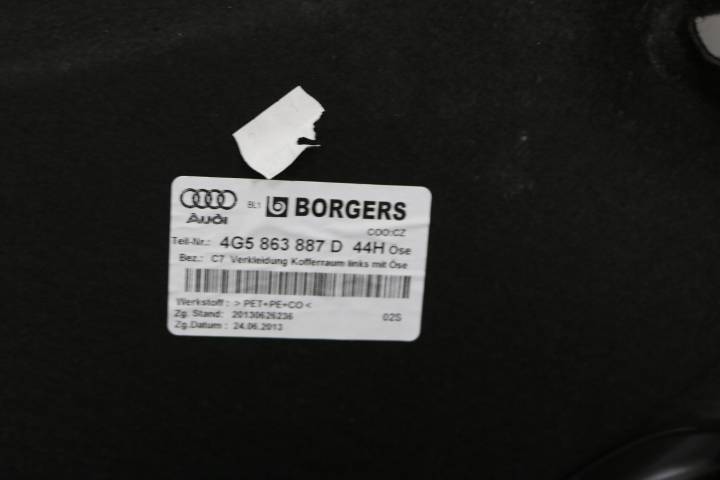 Audi BL1 BORGERS
COO:CZ
Teil-Nr.: 4G5 863 887 D 44H Öse
Bez.: C7 Verkleidung Kofferraum links mit Öse
Werkstoff : > PET+PE+CO <
Zg. Stand: 20130626236 02S
Zg.Datum : 24.06.2013